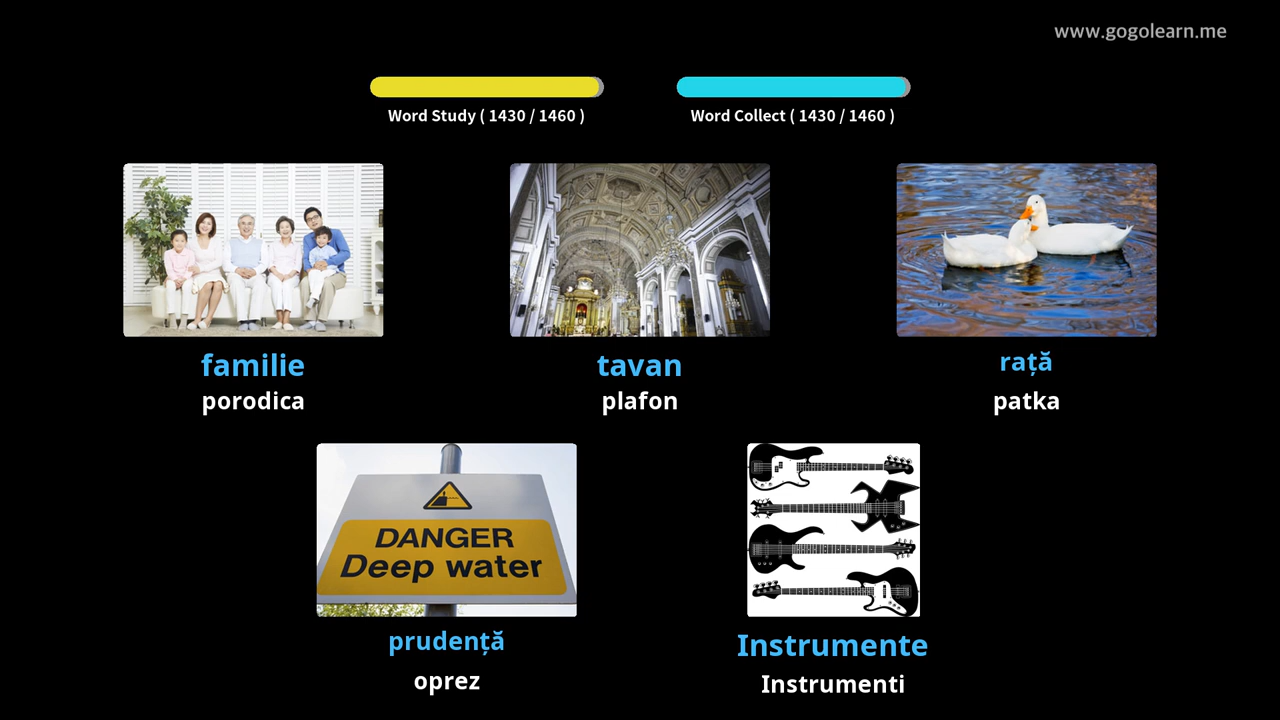 www.gogolearn.me
Word Study ( 1430 / 1460 )
Word Collect ( 1430 / 1460 )
familie
porodica
tavan
plafon
rață
patka
DANGER
Deep water
prudență
oprez
Instrumente
Instrumenti